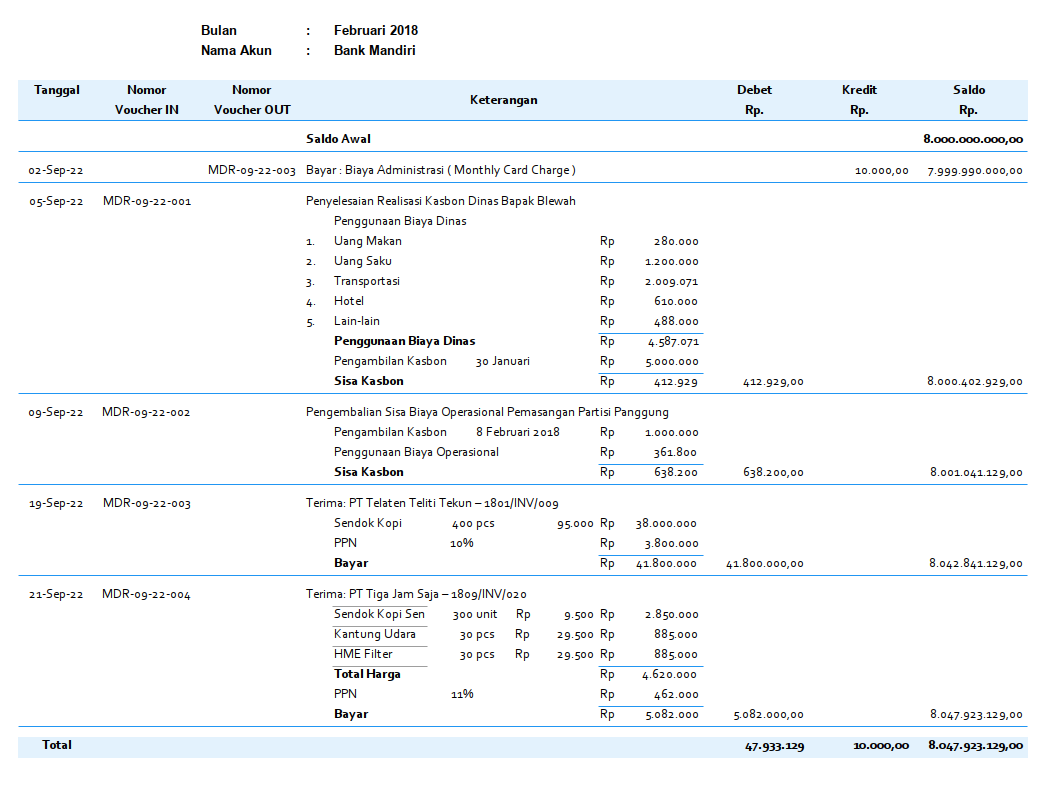 Bulan : Februari 2018
Nama Akun : Bank Mandiri
Tanggal Nomor Voucher IN Nomor Voucher OUT Keterangan Debet Rp. Kredit Rp. Saldo Rp.
Saldo Awal 8.000.000.000,00
02-Sep-22 MDR-09-22-003 Bayar : Biaya Administrasi ( Monthly Card Charge ) 10.000,00 7.999.990.000,00
05-Sep-22 MDR-09-22-001 Penyelesaian Realisasi Kasbon Dinas Bapak Blewah
Penggunaan Biaya Dinas
1. Uang Makan Rp 280.000
2. Uang Saku Rp 1.200.000
3. Transportasi Rp 2.009.071
4. Hotel Rp 610.000
5. Lain-lain Rp 488.000
Penggunaan Biaya Dinas Rp 4.587.071
Pengambilan Kasbon 30 Januari Rp 5.000.000
Sisa Kasbon Rp 412.929 412.929,00 8.000.402.929,00
09-Sep-22 MDR-09-22-002 Pengembalian Sisa Biaya Operasional Pemasangan Partisi Panggung
Pengambilan Kasbon 8 Februari 2018 Rp 1.000.000
Penggunaan Biaya Operasional Rp 361.800
Sisa Kasbon Rp 638.200 638.200,00 8.001.041.129,00
19-Sep-22 MDR-09-22-003 Terima: PT Telaten Teliti Tekun – 1801/INV/009
Sendok Kopi 400 pcs 95.000 Rp 38.000.000
PPN 10% Rp 3.800.000
Bayar Rp 41.800.000 41.800.000,00 8.042.841.129,00
21-Sep-22 MDR-09-22-004 Terima: PT Tiga Jam Saja – 1809/INV/020
Sendok Kopi Sen 300 unit Rp 9.500 Rp 2.850.000
Kantung Udara 30 pcs Rp 29.500 Rp 885.000
HME Filter 30 pcs Rp 29.500 Rp 885.000
Total Harga Rp 4.620.000
PPN 11% Rp 462.000
Bayar Rp 5.082.000 5.082.000,00 8.047.923.129,00
Total 47.933.129 10.000,00 8.047.923.129,00